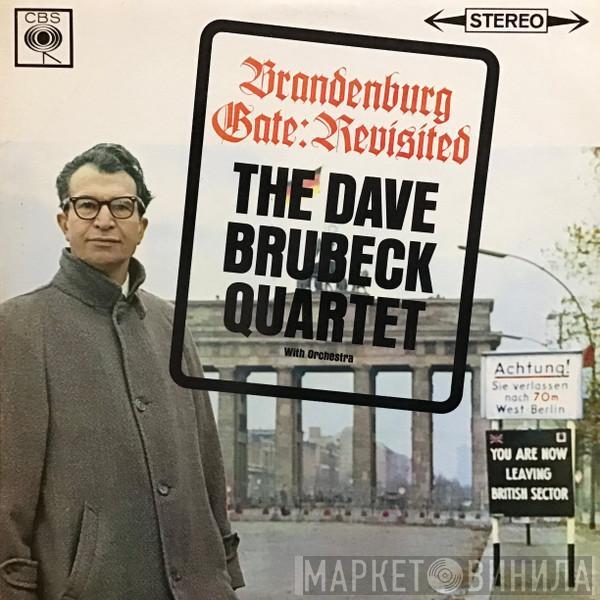 CBS
STEREO
Brandenburg
Gate: Revisited
THE DAVE
BRUBECK
QUARTET
With Orchestra
Achtung!
Sie verlassen
nach 70m
West-Berlin
YOU ARE NOW
LEAVING
BRITISH SECTOR
МАРКЕТ ВИНИЛА